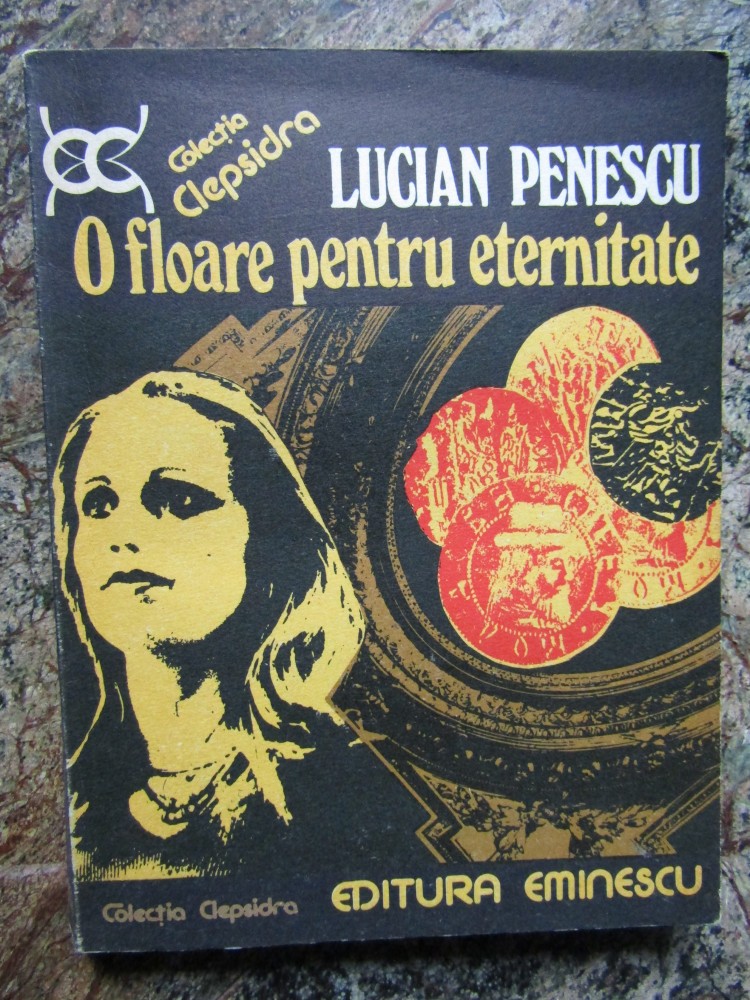 Colecția
Clepsidra
LUCIAN PENESCU
O floare pentru eternitate
Colecția Clepsidra
EDITURA EMINESCU